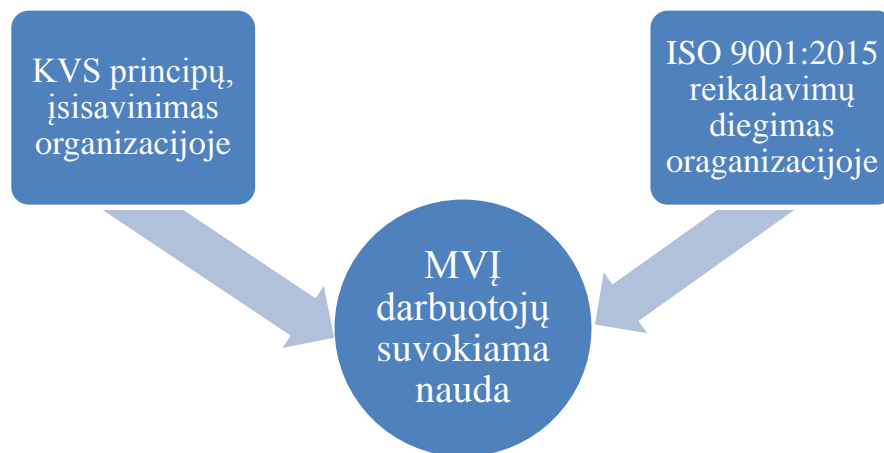 KVS principų,
įsisavinimas
organizacijoje
ISO 9001:2015
reikalavimų
diegimas
oraganizacijoje
MVĮ
darbuotojų
suvokiama
nauda